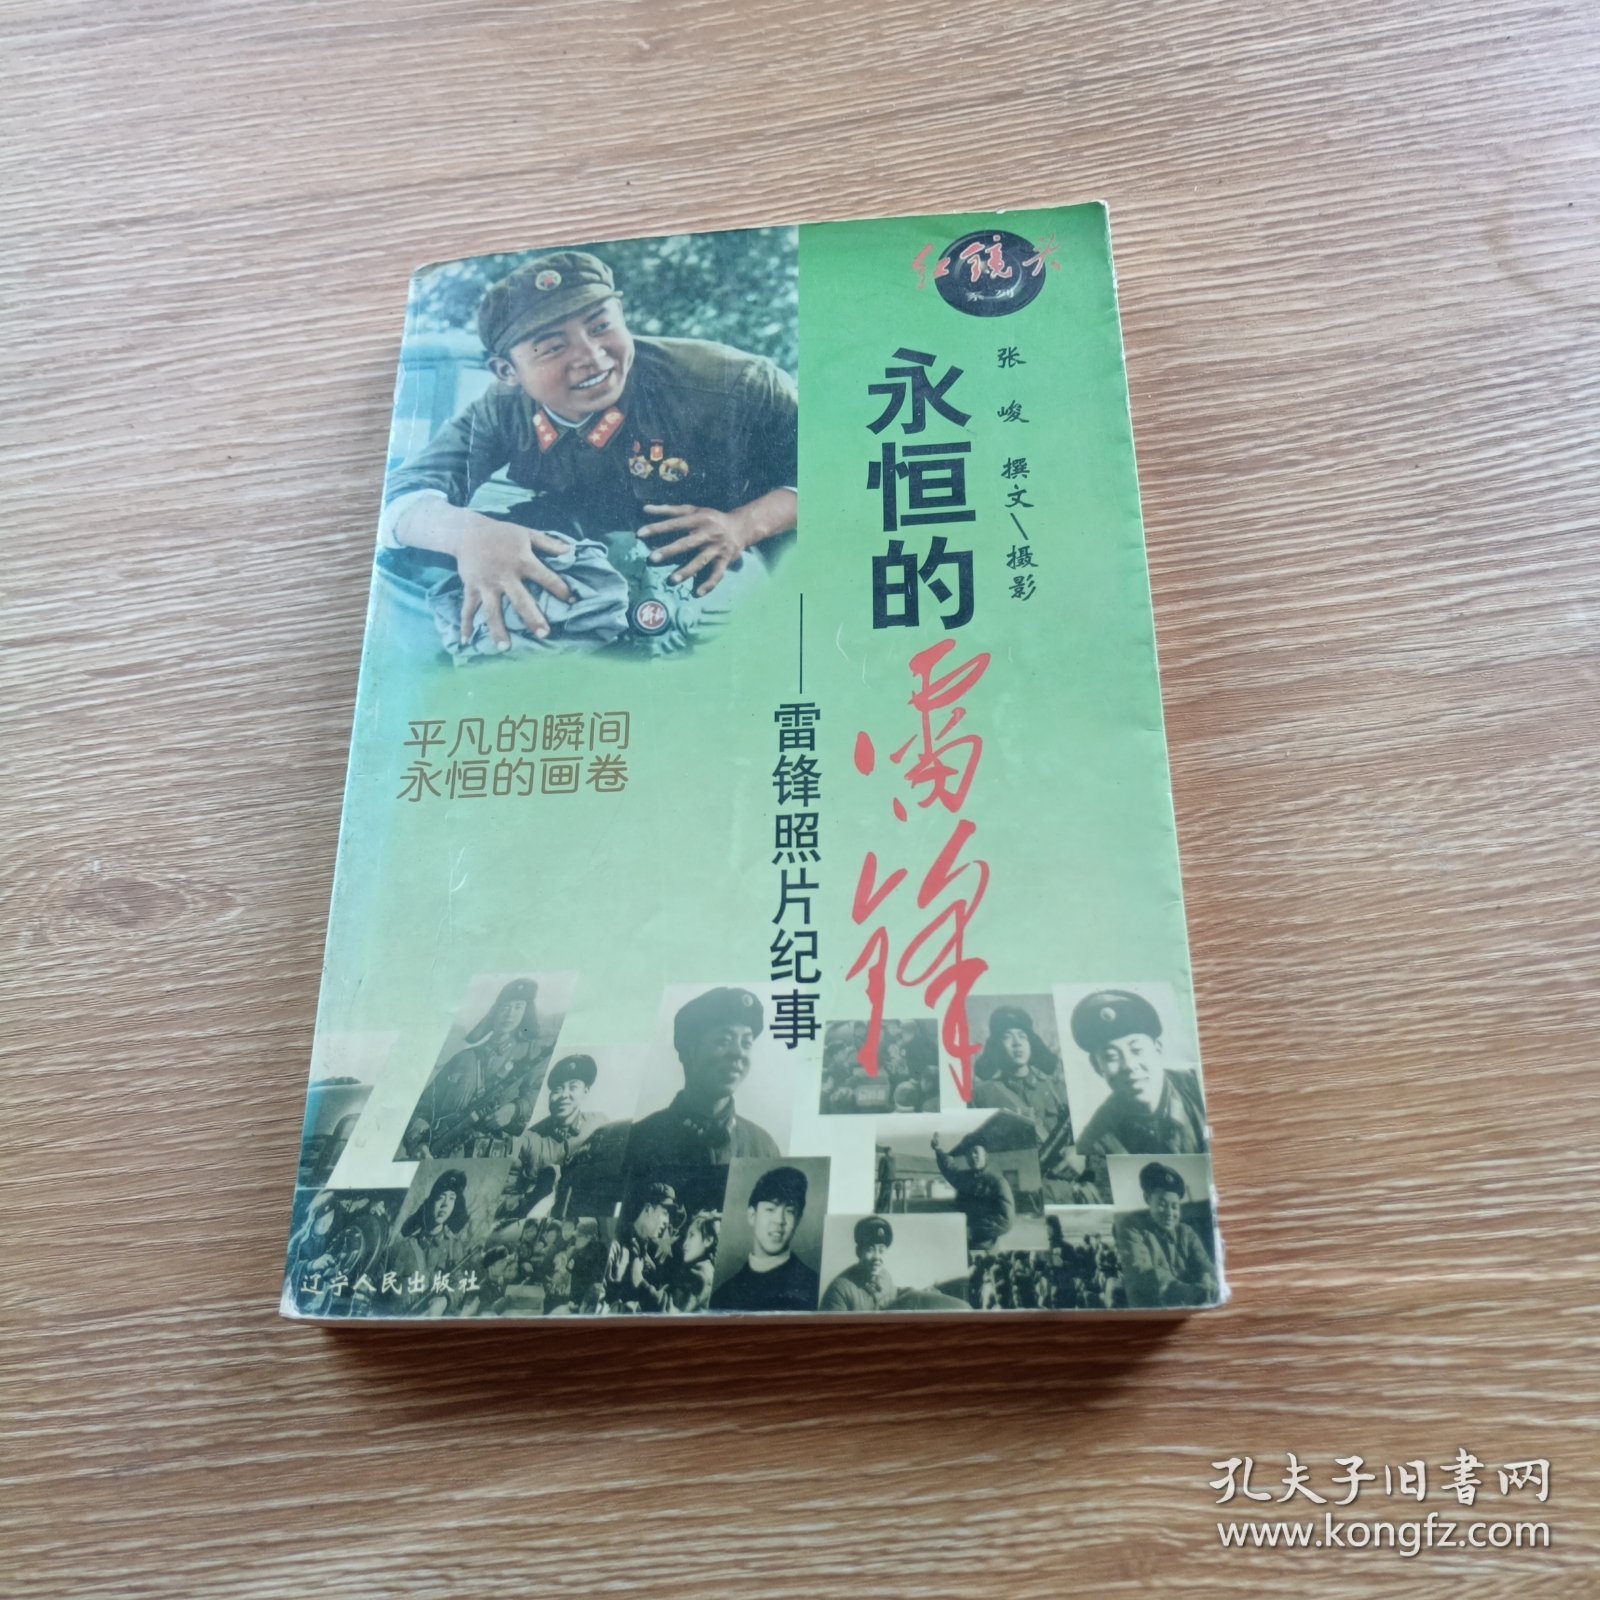 红镜头
系列
张峻 撰文\摄影
永恒的雷锋
——雷锋照片纪事
平凡的瞬间
永恒的画卷
辽宁人民出版社
孔夫子旧书网
www.kongfz.com